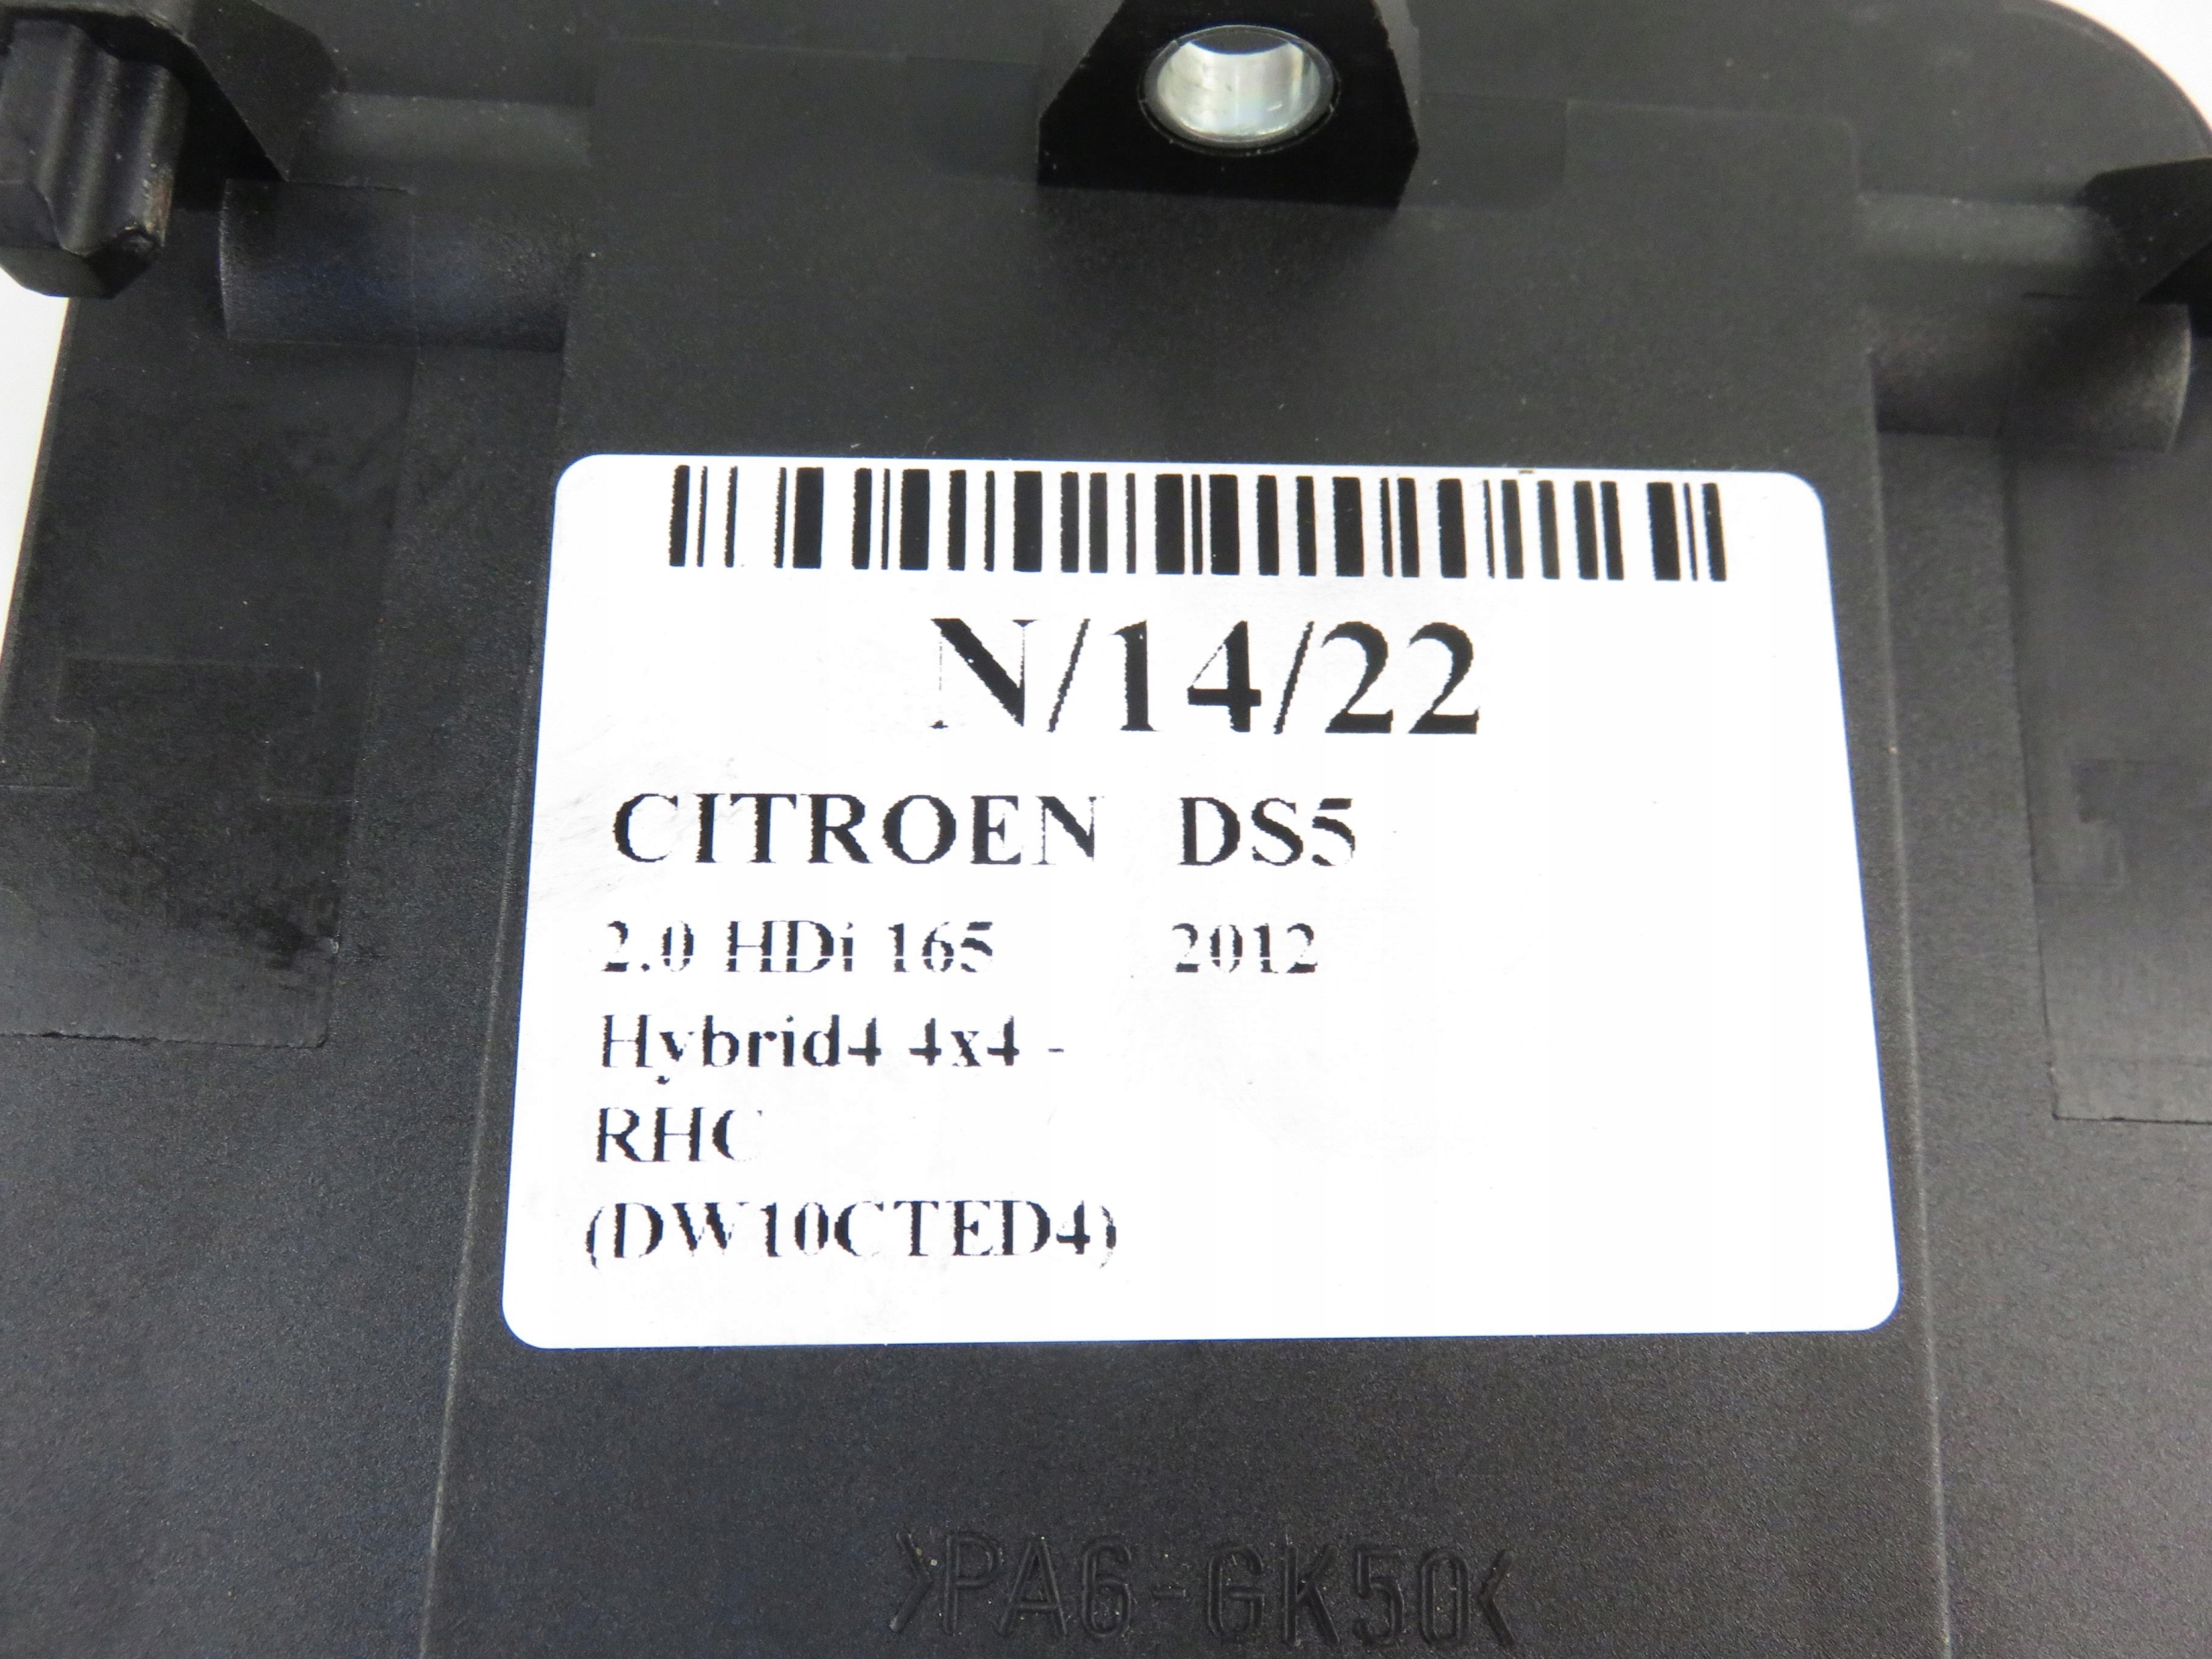 N/14/22
CITROEN DS5
2.0 HDi 165 2012
Hybrid4 4x4 -
RHC
(DW10CTED4)
>PA6-GK50<